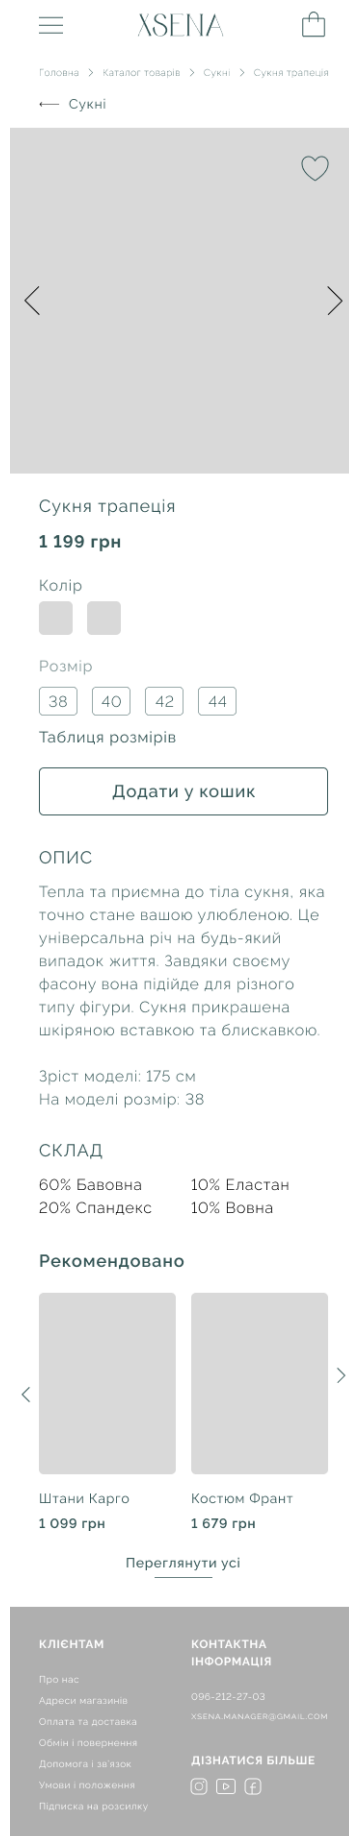 XSENA
Головна > Каталог товарів > Сукні > Сукня трапеція
Сукні
Сукня трапеція
1 199 грн
Колір
Розмір
38 40 42 44
Таблиця розмірів
Додати у кошик
ОПИС
Тепла та приємна до тіла сукня, яка
точно стане вашою улюбленою. Це
універсальна річ на будь-який
випадок життя. Завдяки своєму
фасону вона підійде для різного
типу фігури. Сукня прикрашена
шкіряною вставкою та блискавкою.
Зріст моделі: 175 см
На моделі розмір: 38
СКЛАД
60% Бавовна 10% Еластан
20% Спандекс 10% Вовна
Рекомендовано
Штани Карго
1 099 грн
Костюм Франт
1 679 грн
Переглянути усі
КЛІЄНТАМ
Про нас
Адреси магазинів
Оплата та доставка
Обмін і повернення
Допомога і зв'язок
Умови і положення
Підписка на розсилку
КОНТАКТНА
ІНФОРМАЦІЯ
096-212-27-03
XSENA.MANAGER@GMAIL.COM
ДІЗНАТИСЯ БІЛЬШЕ